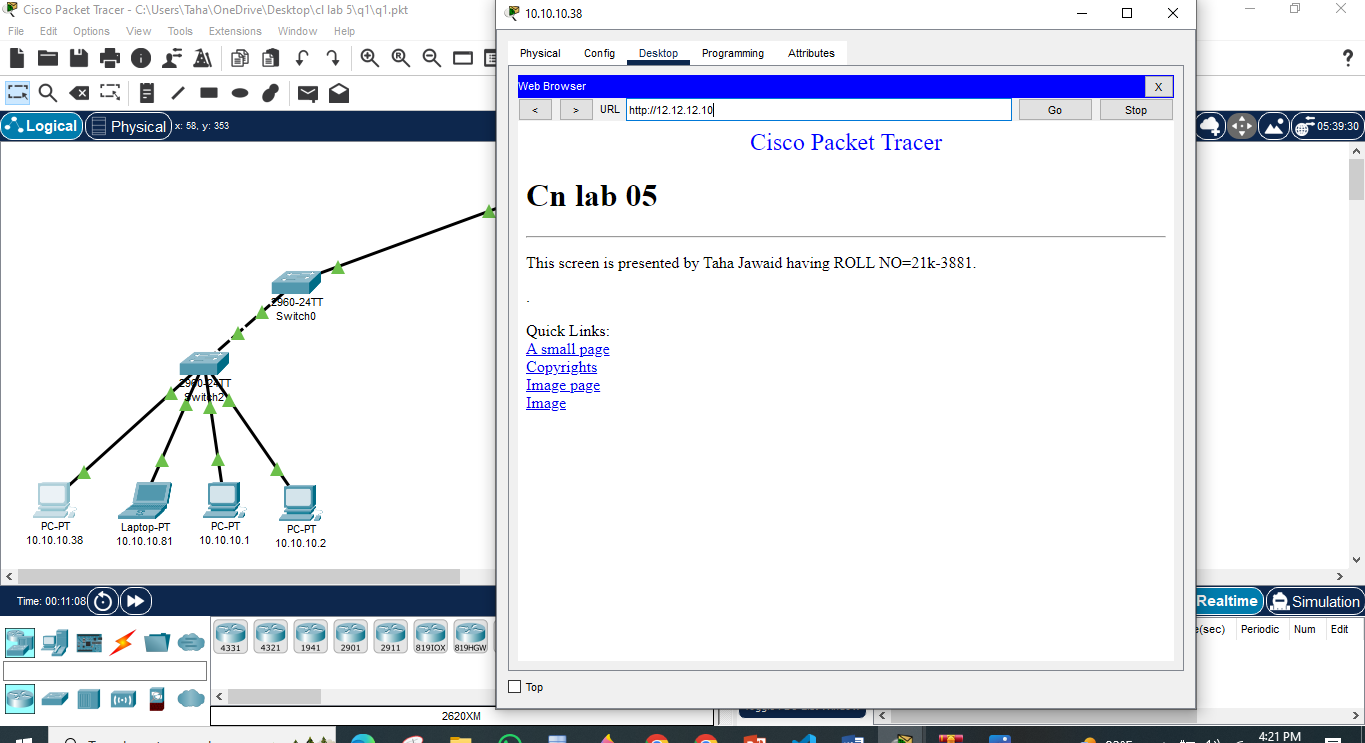 Cisco Packet Tracer - C:\Users\Taha\OneDrive\Desktop\cl lab 5\q1\q1.pkt
File Edit Options View Tools Extensions Window Help
Logical Physical x: 58, y: 353
05:39:30
2960-24TT
Switch0
2960-24TT
Switch2
PC-PT
10.10.10.38
Laptop-PT
10.10.10.81
PC-PT
10.10.10.1
PC-PT
10.10.10.2
10.10.10.38
Physical Config Desktop Programming Attributes
Web Browser X
< > URL http://12.12.12.10 Go Stop
Cisco Packet Tracer
Cn lab 05
This screen is presented by Taha Jawaid having ROLL NO=21k-3881.
.
Quick Links:
A small page
Copyrights
Image page
Image
Top
Time: 00:11:08
Realtime Simulation
(sec) Periodic Num Edit
4331 4321 1941 2901 2911 819IOX 819HGW
2620XM
4:21 PM